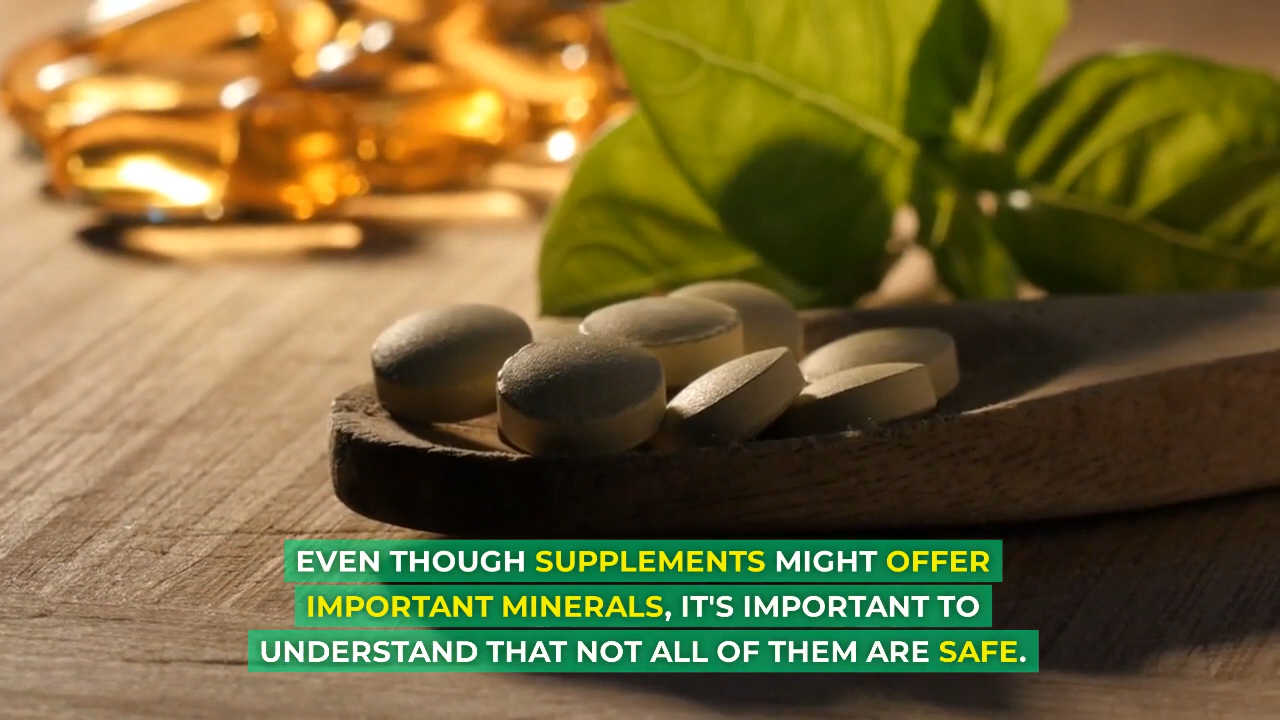 EVEN THOUGH SUPPLEMENTS MIGHT OFFER
IMPORTANT MINERALS, IT'S IMPORTANT TO
UNDERSTAND THAT NOT ALL OF THEM ARE SAFE.